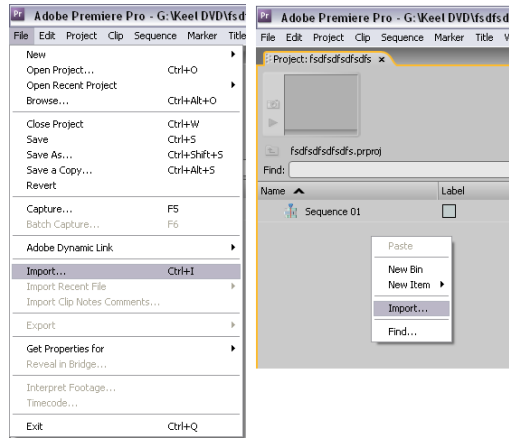 Adobe Premiere Pro - G:\Keel DVD\fsdf
File Edit Project Clip Sequence Marker Title
New
Open Project... Ctrl+O
Open Recent Project
Browse... Ctrl+Alt+O
Close Project Ctrl+W
Save Ctrl+S
Save As... Ctrl+Shift+S
Save a Copy... Ctrl+Alt+S
Revert
Capture... F5
Batch Capture... F6
Adobe Dynamic Link
Import... Ctrl+I
Import Recent File
Import Clip Notes Comments...
Export
Get Properties for
Reveal in Bridge...
Interpret Footage...
Timecode...
Exit Ctrl+Q
Adobe Premiere Pro - G:\Keel DVD\fsdfsd
File Edit Project Clip Sequence Marker Title
Project: fsdfsdfsdfsdfs ×
fsdfsdfsdfsdfs.prproj
Find:
Name Label
Sequence 01
Paste
New Bin
New Item
Import...
Find...